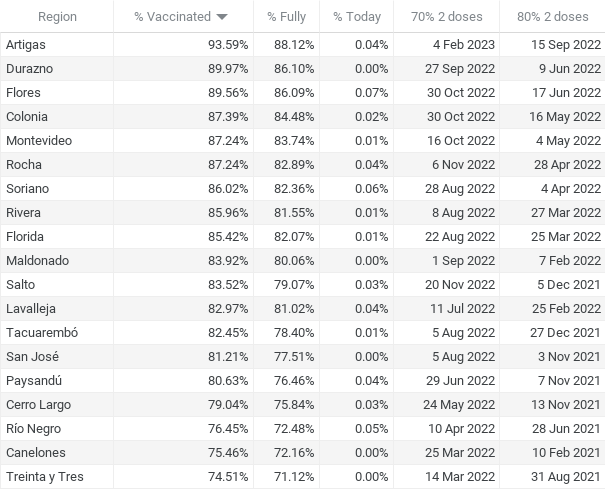 Region % Vaccinated % Fully % Today 70% 2 doses 80% 2 doses
Artigas 93.59% 88.12% 0.04% 4 Feb 2023 15 Sep 2022
Durazno 89.97% 86.10% 0.00% 27 Sep 2022 9 Jun 2022
Flores 89.56% 86.09% 0.07% 30 Oct 2022 17 Jun 2022
Colonia 87.39% 84.48% 0.02% 30 Oct 2022 16 May 2022
Montevideo 87.24% 83.74% 0.01% 16 Oct 2022 4 May 2022
Rocha 87.24% 82.89% 0.04% 6 Nov 2022 28 Apr 2022
Soriano 86.02% 82.36% 0.06% 28 Aug 2022 4 Apr 2022
Rivera 85.96% 81.55% 0.01% 8 Aug 2022 27 Mar 2022
Florida 85.42% 82.07% 0.01% 22 Aug 2022 25 Mar 2022
Maldonado 83.92% 80.06% 0.00% 1 Sep 2022 7 Feb 2022
Salto 83.52% 79.07% 0.03% 20 Nov 2022 5 Dec 2021
Lavalleja 82.97% 81.02% 0.04% 11 Jul 2022 25 Feb 2022
Tacuarembó 82.45% 78.40% 0.01% 5 Aug 2022 27 Dec 2021
San José 81.21% 77.51% 0.00% 5 Aug 2022 3 Nov 2021
Paysandú 80.63% 76.46% 0.04% 29 Jun 2022 7 Nov 2021
Cerro Largo 79.04% 75.84% 0.03% 24 May 2022 13 Nov 2021
Río Negro 76.45% 72.48% 0.05% 10 Apr 2022 28 Jun 2021
Canelones 75.46% 72.16% 0.00% 25 Mar 2022 10 Feb 2021
Treinta y Tres 74.51% 71.12% 0.00% 14 Mar 2022 31 Aug 2021